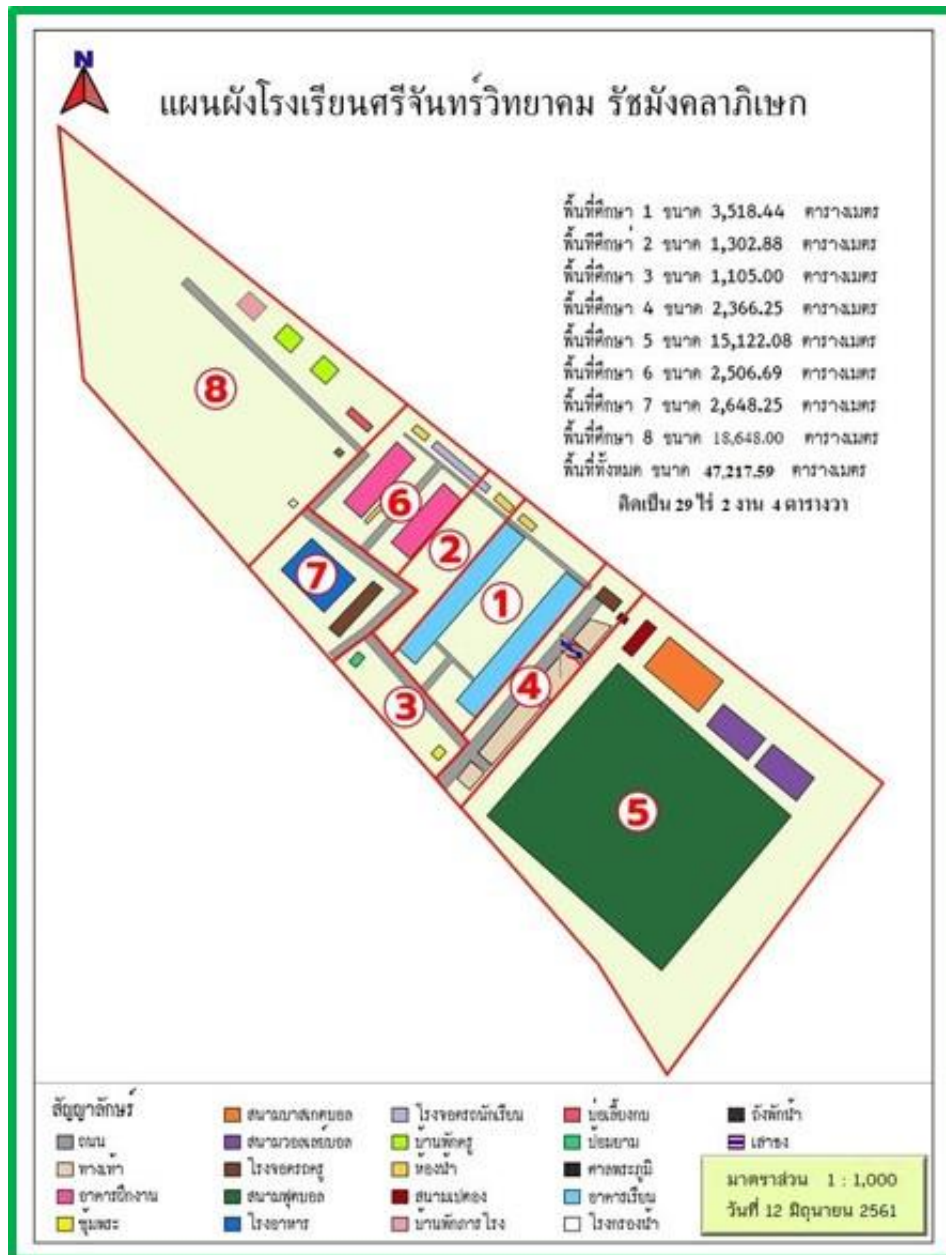 N
แผนผังโรงเรียนศรีจันทร์วิทยาคม รัชมังคลาภิเษก
พื้นที่ศึกษา 1 ขนาด 3,518.44 ตารางเมตร
พื้นที่ศึกษา 2 ขนาด 1,302.88 ตารางเมตร
พื้นที่ศึกษา 3 ขนาด 1,105.00 ตารางเมตร
พื้นที่ศึกษา 4 ขนาด 2,366.25 ตารางเมตร
พื้นที่ศึกษา 5 ขนาด 15,122.08 ตารางเมตร
พื้นที่ศึกษา 6 ขนาด 2,506.69 ตารางเมตร
พื้นที่ศึกษา 7 ขนาด 2,648.25 ตารางเมตร
พื้นที่ศึกษา 8 ขนาด 18,648.00 ตารางเมตร
พื้นที่ทั้งหมด ขนาด 47,217.59 ตารางเมตร
คิดเป็น 29 ไร่ 2 งาน 4 ตารางวา
8
6
2
7
1
4
3
5
สัญญาลักษร์
ถนน
ทางเท้า
อาคารฝึกงาน
ซุ้มพระ
สนามบาสเกตบอล
สนามวอลเลย์บอล
โรงจอดรถครู
สนามฟุตบอล
โรงอาหาร
โรงจอดรถนักเรียน
บ้านพักครู
ห้องน้ำ
สนามเปตอง
บ้านพักภารโรง
บ่อเลี้ยงกบ
ป้อมยาม
ศาลพระภูมิ
อาคารเรียน
โรงกรองน้ำ
ถังพักน้ำ
เสาธง
มาตราส่วน 1 : 1,000
วันที่ 12 มิถุนายน 2561